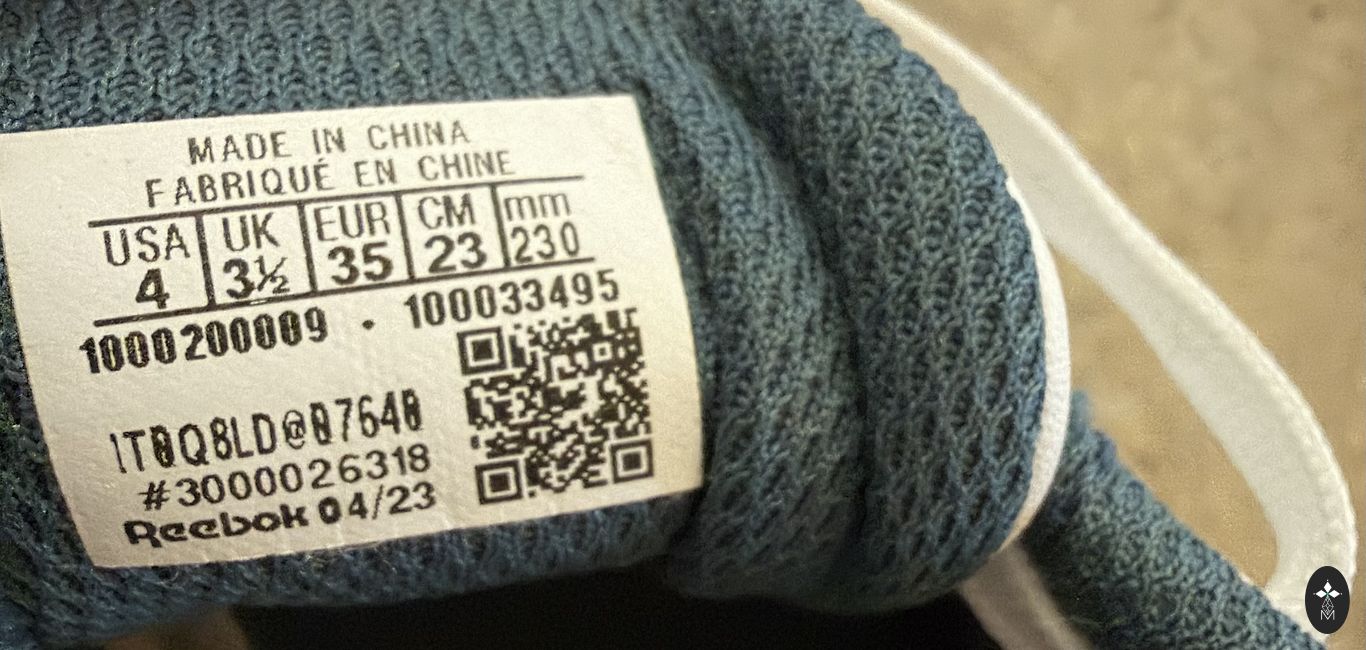 MADE IN CHINA
FABRIQUÉ EN CHINE
USA UK EUR CM mm
4 3½ 35 23 230
1000200009 · 100033495
1T0Q8LD@07640
#3000026318
Reebok 04/23
M